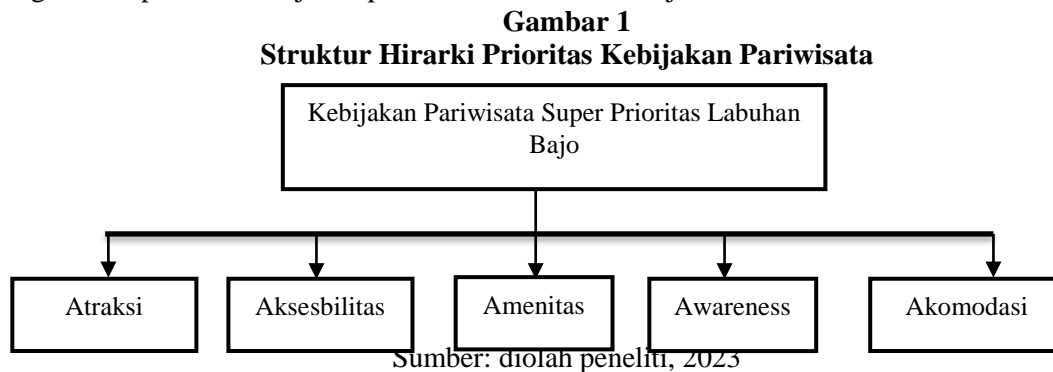 Gambar 1
Struktur Hirarki Prioritas Kebijakan Pariwisata
Kebijakan Pariwisata Super Prioritas Labuhan
Bajo
Atraksi
Aksesbilitas
Amenitas
Awareness
Akomodasi
Sumber: diolah peneliti, 2023